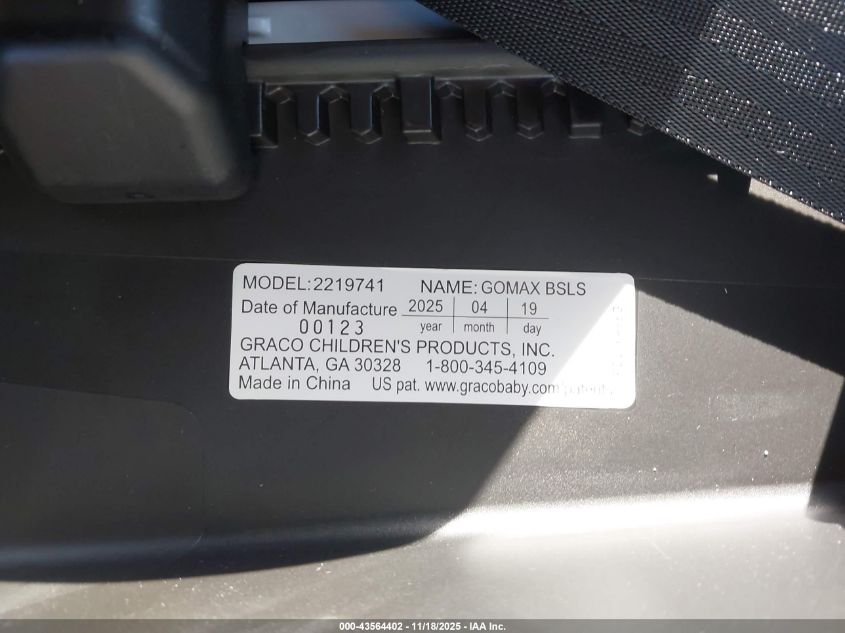 MODEL:2219741 NAME: GOMAX BSLS
Date of Manufacture 2025 04 19
00123 year month day
GRACO CHILDREN'S PRODUCTS, INC.
ATLANTA, GA 30328 1-800-345-4109
Made in China US pat. www.gracobaby.com/patents
000-43564402 - 11/18/2025 - IAA Inc.